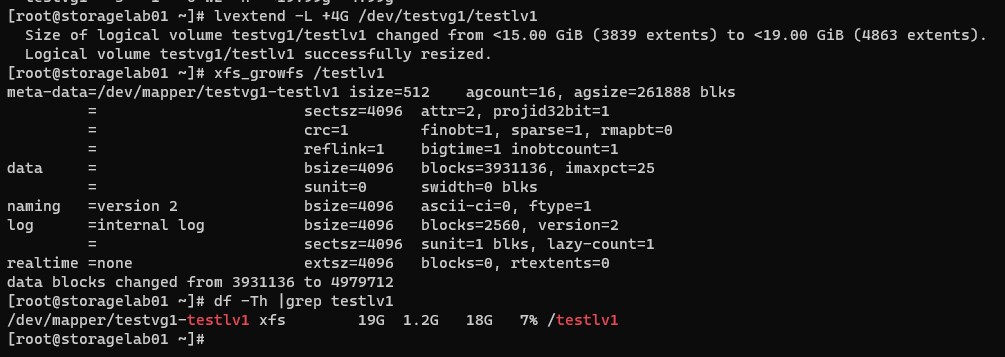 [root@storagelab01 ~]# lvextend -L +4G /dev/testvg1/testlv1
  Size of logical volume testvg1/testlv1 changed from <15.00 GiB (3839 extents) to <19.00 GiB (4863 extents).
  Logical volume testvg1/testlv1 successfully resized.
[root@storagelab01 ~]# xfs_growfs /testlv1
meta-data=/dev/mapper/testvg1-testlv1 isize=512    agcount=16, agsize=261888 blks
         =                       sectsz=4096  attr=2, projid32bit=1
         =                       crc=1        finobt=1, sparse=1, rmapbt=0
         =                       reflink=1    bigtime=1 inobtcount=1
data     =                       bsize=4096   blocks=3931136, imaxpct=25
         =                       sunit=0      swidth=0 blks
naming   =version 2              bsize=4096   ascii-ci=0, ftype=1
log      =internal log           bsize=4096   blocks=2560, version=2
         =                       sectsz=4096  sunit=1 blks, lazy-count=1
realtime =none                   extsz=4096   blocks=0, rtextents=0
data blocks changed from 3931136 to 4979712
[root@storagelab01 ~]# df -Th |grep testlv1
/dev/mapper/testvg1-testlv1 xfs        19G  1.2G   18G   7% /testlv1
[root@storagelab01 ~]#